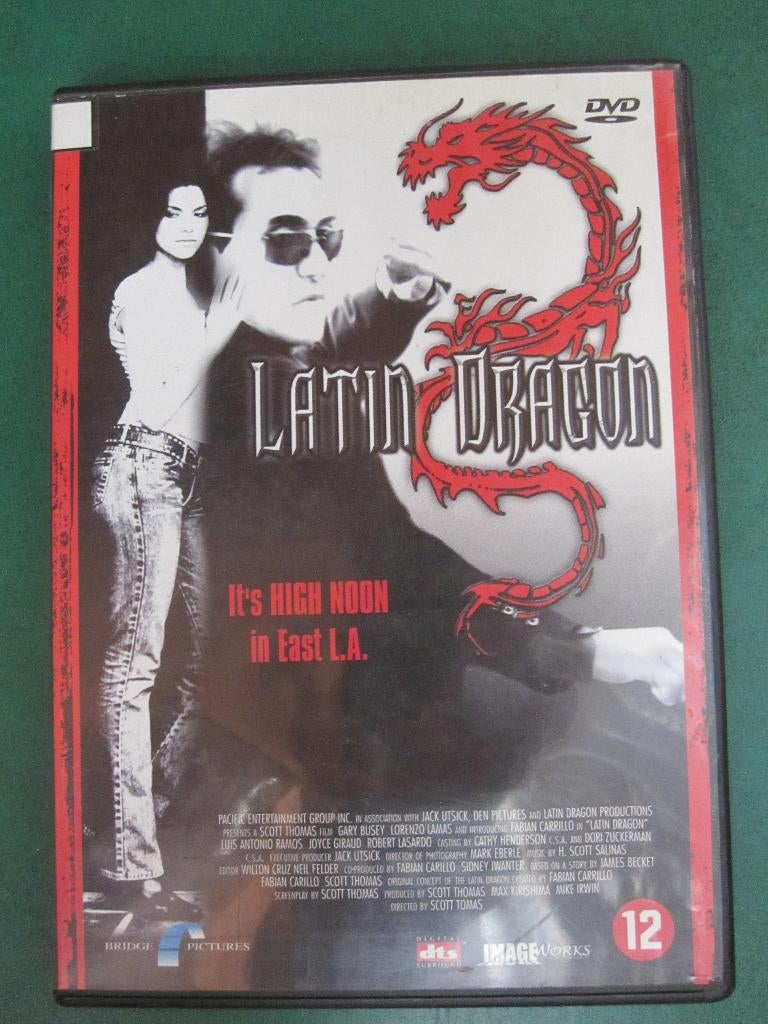 DVD
LATIN DRAGON
It's HIGH NOON
in East L.A.
PACIFIC ENTERTAINMENT GROUP INC. IN ASSOCIATION WITH JACK UTSICK, DEN PICTURES AND LATIN DRAGON PRODUCTIONS
PRESENTS A SCOTT THOMAS FILM GARY BUSEY LORENZO LAMAS AND INTRODUCING FABIAN CARRILLO IN "LATIN DRAGON"
LUIS ANTONIO RAMOS JOYCE GIRAUD ROBERT LASARDO CASTING BY CATHY HENDERSON C.S.A. AND DORI ZUCKERMAN
C.S.A. EXECUTIVE PRODUCER JACK UTSICK DIRECTOR OF PHOTOGRAPHY MARK EBERLE MUSIC BY H. SCOTT SALINAS
EDITOR WILTON CRUZ NEIL FELDER CO-PRODUCED BY FABIAN CARILLO SIDNEY IWANTER BASED ON A STORY BY JAMES BECKET
FABIAN CARILLO SCOTT THOMAS ORIGINAL CONCEPT OF THE LATIN DRAGON CREATED BY FABIAN CARRILLO
SCREENPLAY BY SCOTT THOMAS PRODUCED BY SCOTT THOMAS MAX KIRISHIMA MIKE IRWIN
DIRECTED BY SCOTT TOMAS
BRIDGE PICTURES
DIGITAL
dts
SURROUND
IMAGEWORKS
12